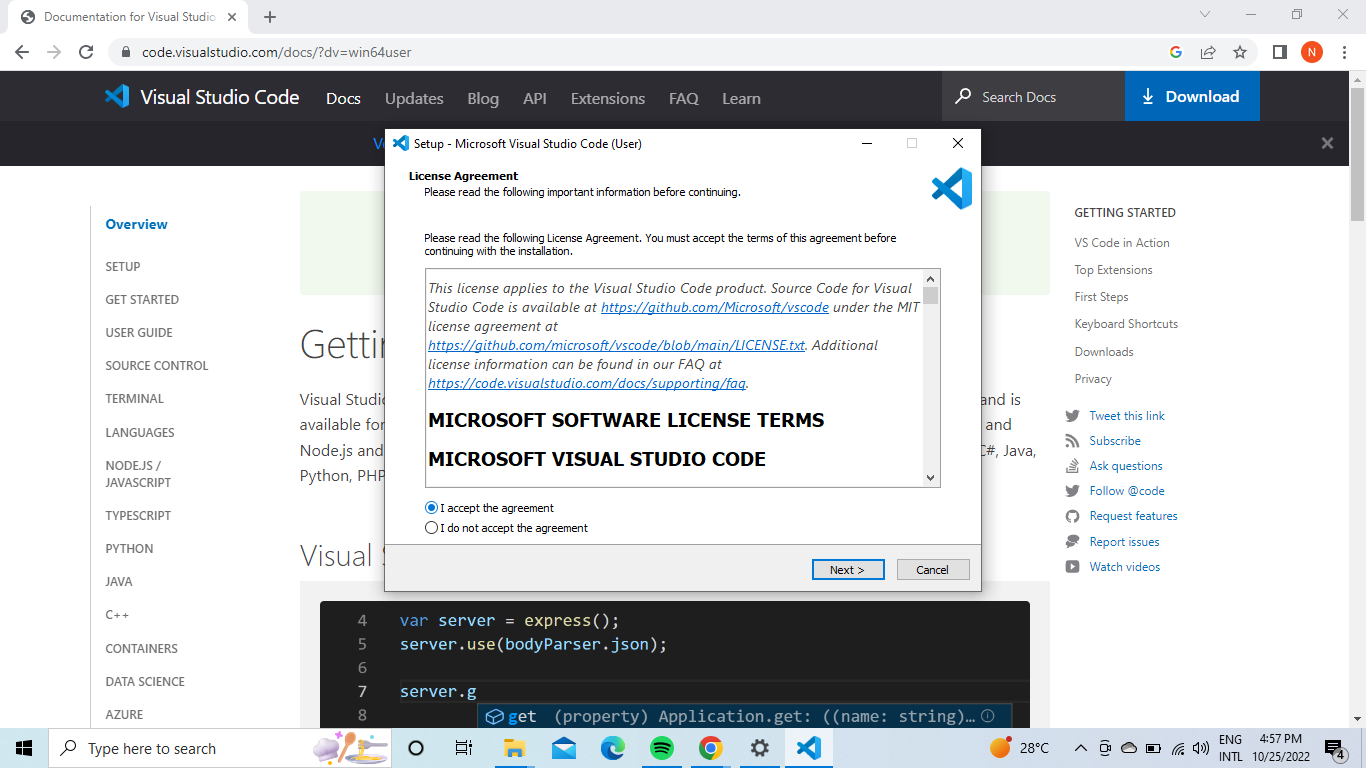 Documentation for Visual Studio
code.visualstudio.com/docs/?dv=win64user
N
Visual Studio Code
Docs
Updates
Blog
API
Extensions
FAQ
Learn
Search Docs
Download
Setup - Microsoft Visual Studio Code (User)
License Agreement
Please read the following important information before continuing.
Please read the following License Agreement. You must accept the terms of this agreement before
continuing with the installation.
This license applies to the Visual Studio Code product. Source Code for Visual
Studio Code is available at https://github.com/Microsoft/vscode under the MIT
license agreement at
https://github.com/microsoft/vscode/blob/main/LICENSE.txt. Additional
license information can be found in our FAQ at
https://code.visualstudio.com/docs/supporting/faq.
MICROSOFT SOFTWARE LICENSE TERMS
MICROSOFT VISUAL STUDIO CODE
I accept the agreement
I do not accept the agreement
Next >
Cancel
Overview
SETUP
GET STARTED
USER GUIDE
SOURCE CONTROL
TERMINAL
LANGUAGES
NODE.JS /
JAVASCRIPT
TYPESCRIPT
PYTHON
JAVA
C++
CONTAINERS
DATA SCIENCE
AZURE
Visual
available for
and is
and
Node.js and
C#, Java,
Python, PHP
Visual
4 var server = express();
5 server.use(bodyParser.json);
6
7 server.g
8 get (property) Application.get: ((name: string)...
GETTING STARTED
VS Code in Action
Top Extensions
First Steps
Keyboard Shortcuts
Downloads
Privacy
Tweet this link
Subscribe
Ask questions
Follow @code
Request features
Report issues
Watch videos
Type here to search
28°C
ENG
INTL
4:57 PM
10/25/2022
4